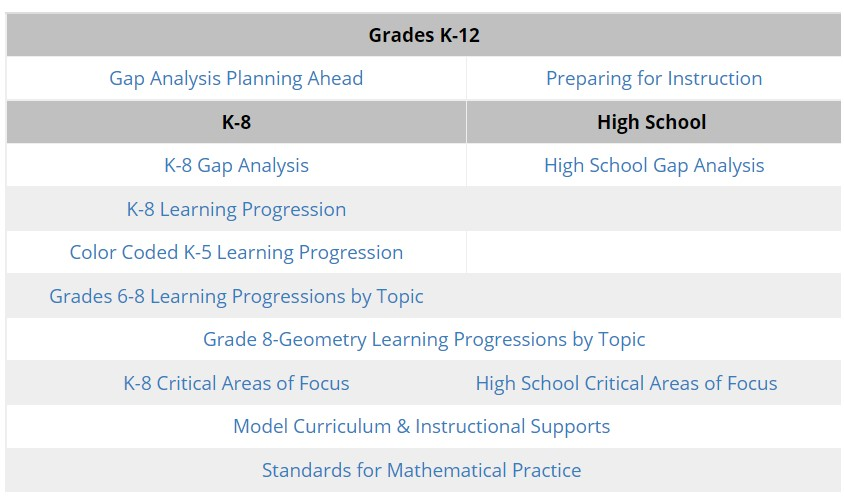 Grades K-12
Gap Analysis Planning Ahead Preparing for Instruction
K-8 High School
K-8 Gap Analysis High School Gap Analysis
K-8 Learning Progression
Color Coded K-5 Learning Progression
Grades 6-8 Learning Progressions by Topic
Grade 8-Geometry Learning Progressions by Topic
K-8 Critical Areas of Focus High School Critical Areas of Focus
Model Curriculum & Instructional Supports
Standards for Mathematical Practice